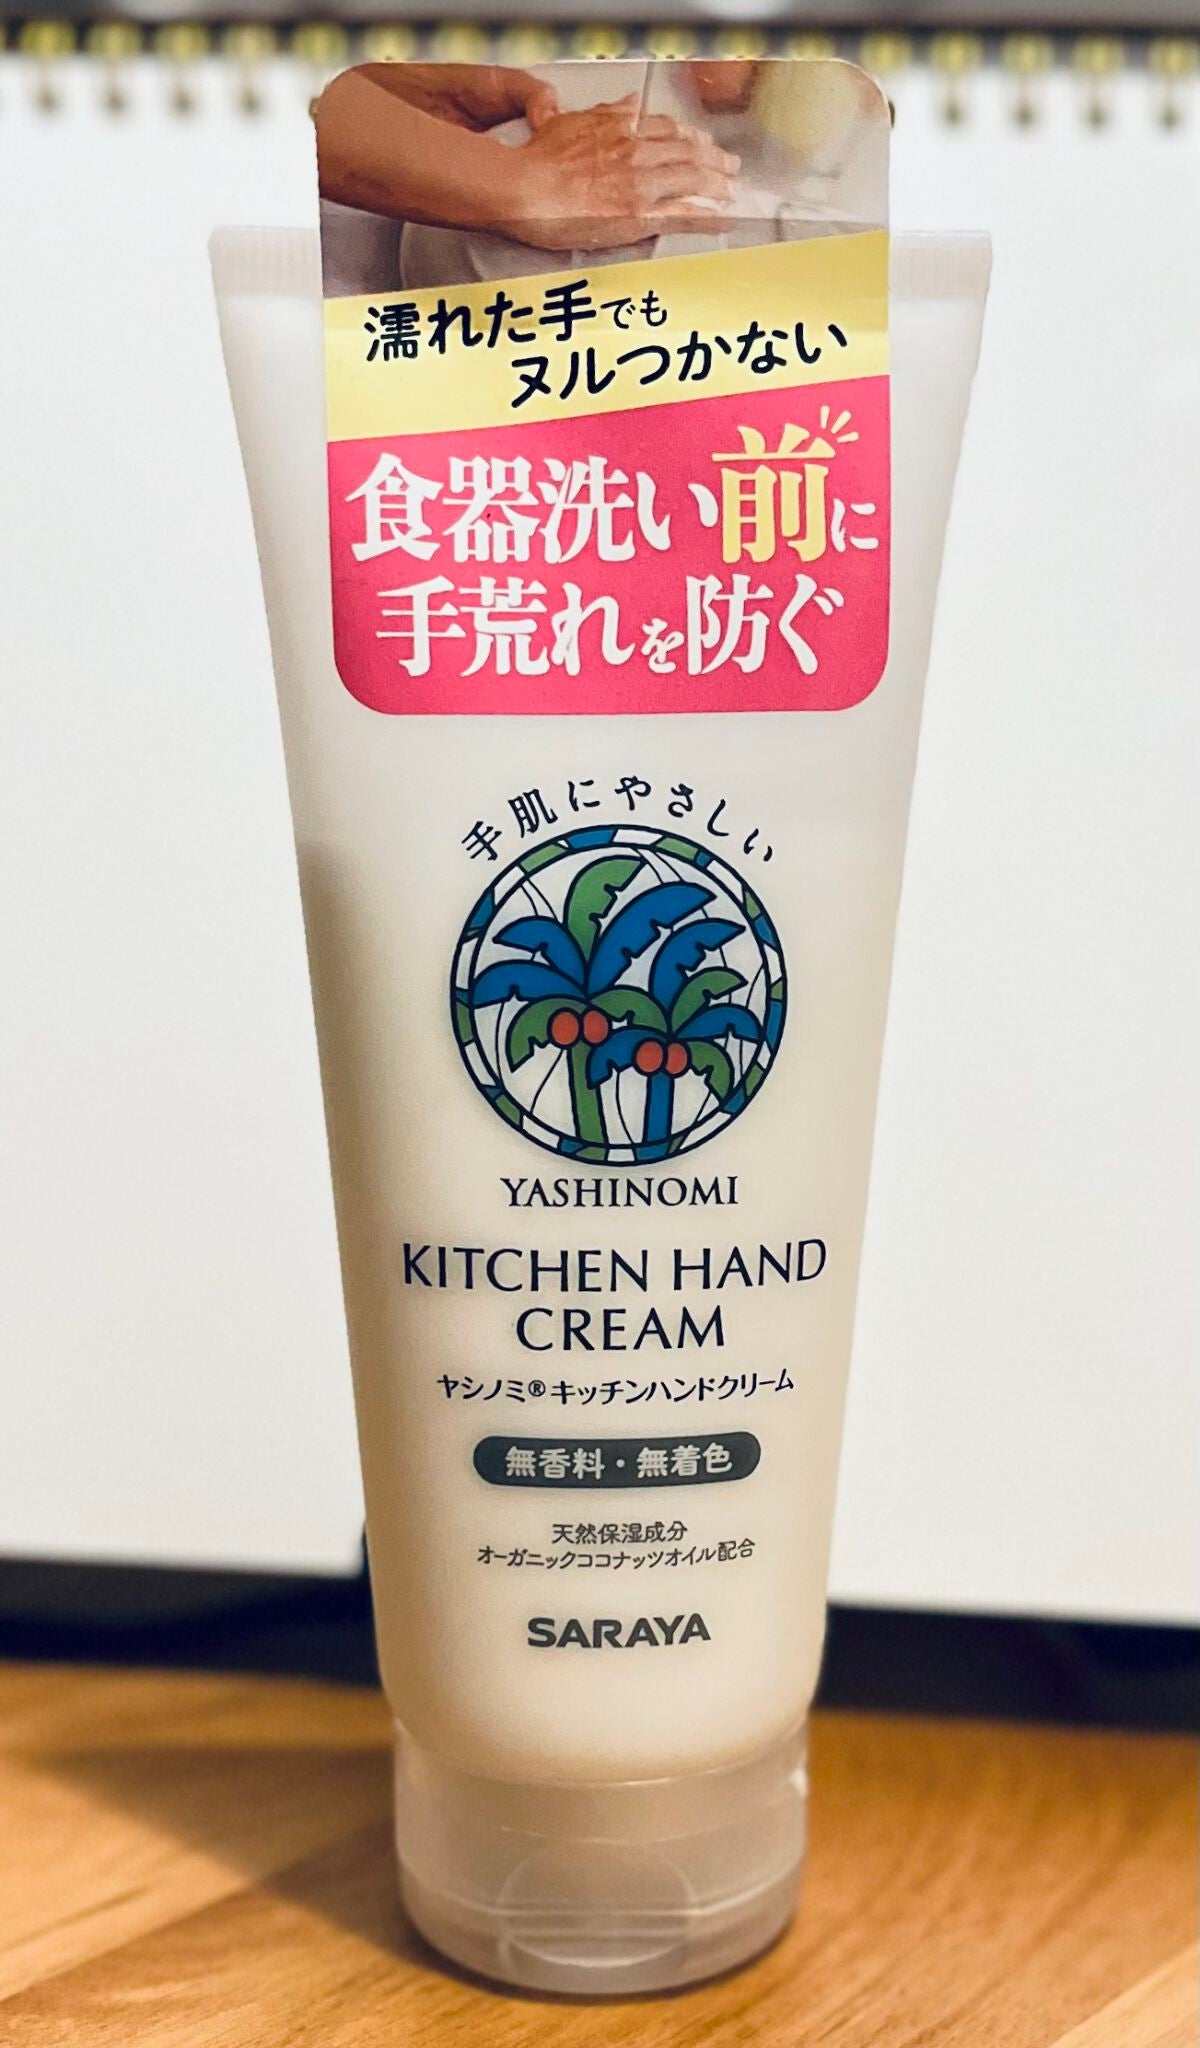 濡れた手でも
ヌルつかない
食器洗い前に
手荒れを防ぐ
手肌にやさしい
YASHINOMI
KITCHEN HAND
CREAM
ヤシノミ®キッチンハンドクリーム
無香料・無着色
天然保湿成分
オーガニックココナッツオイル配合
SARAYA